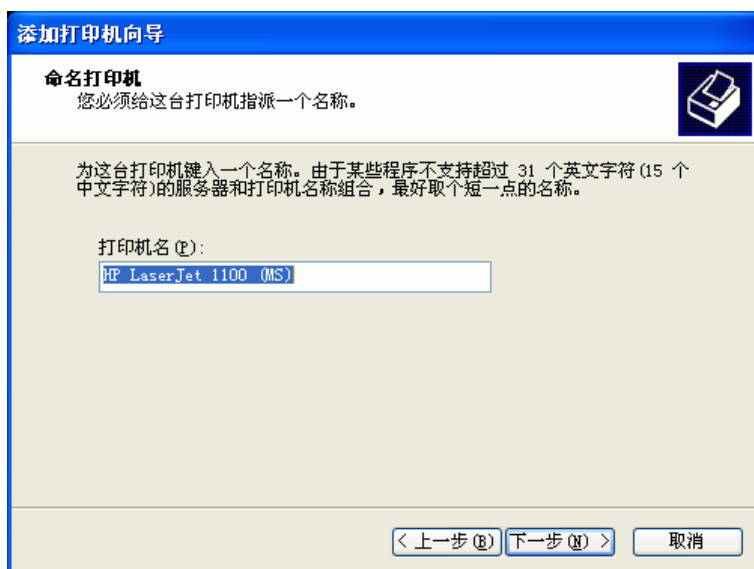 添加打印机向导
命名打印机
您必须给这台打印机指派一个名称。
为这台打印机键入一个名称。由于某些程序不支持超过 31 个英文字符(15 个
中文字符)的服务器和打印机名称组合，最好取个短一点的名称。
打印机名(P):
HP LaserJet 1100 (MS)
< 上一步(B) 下一步(N) > 取消